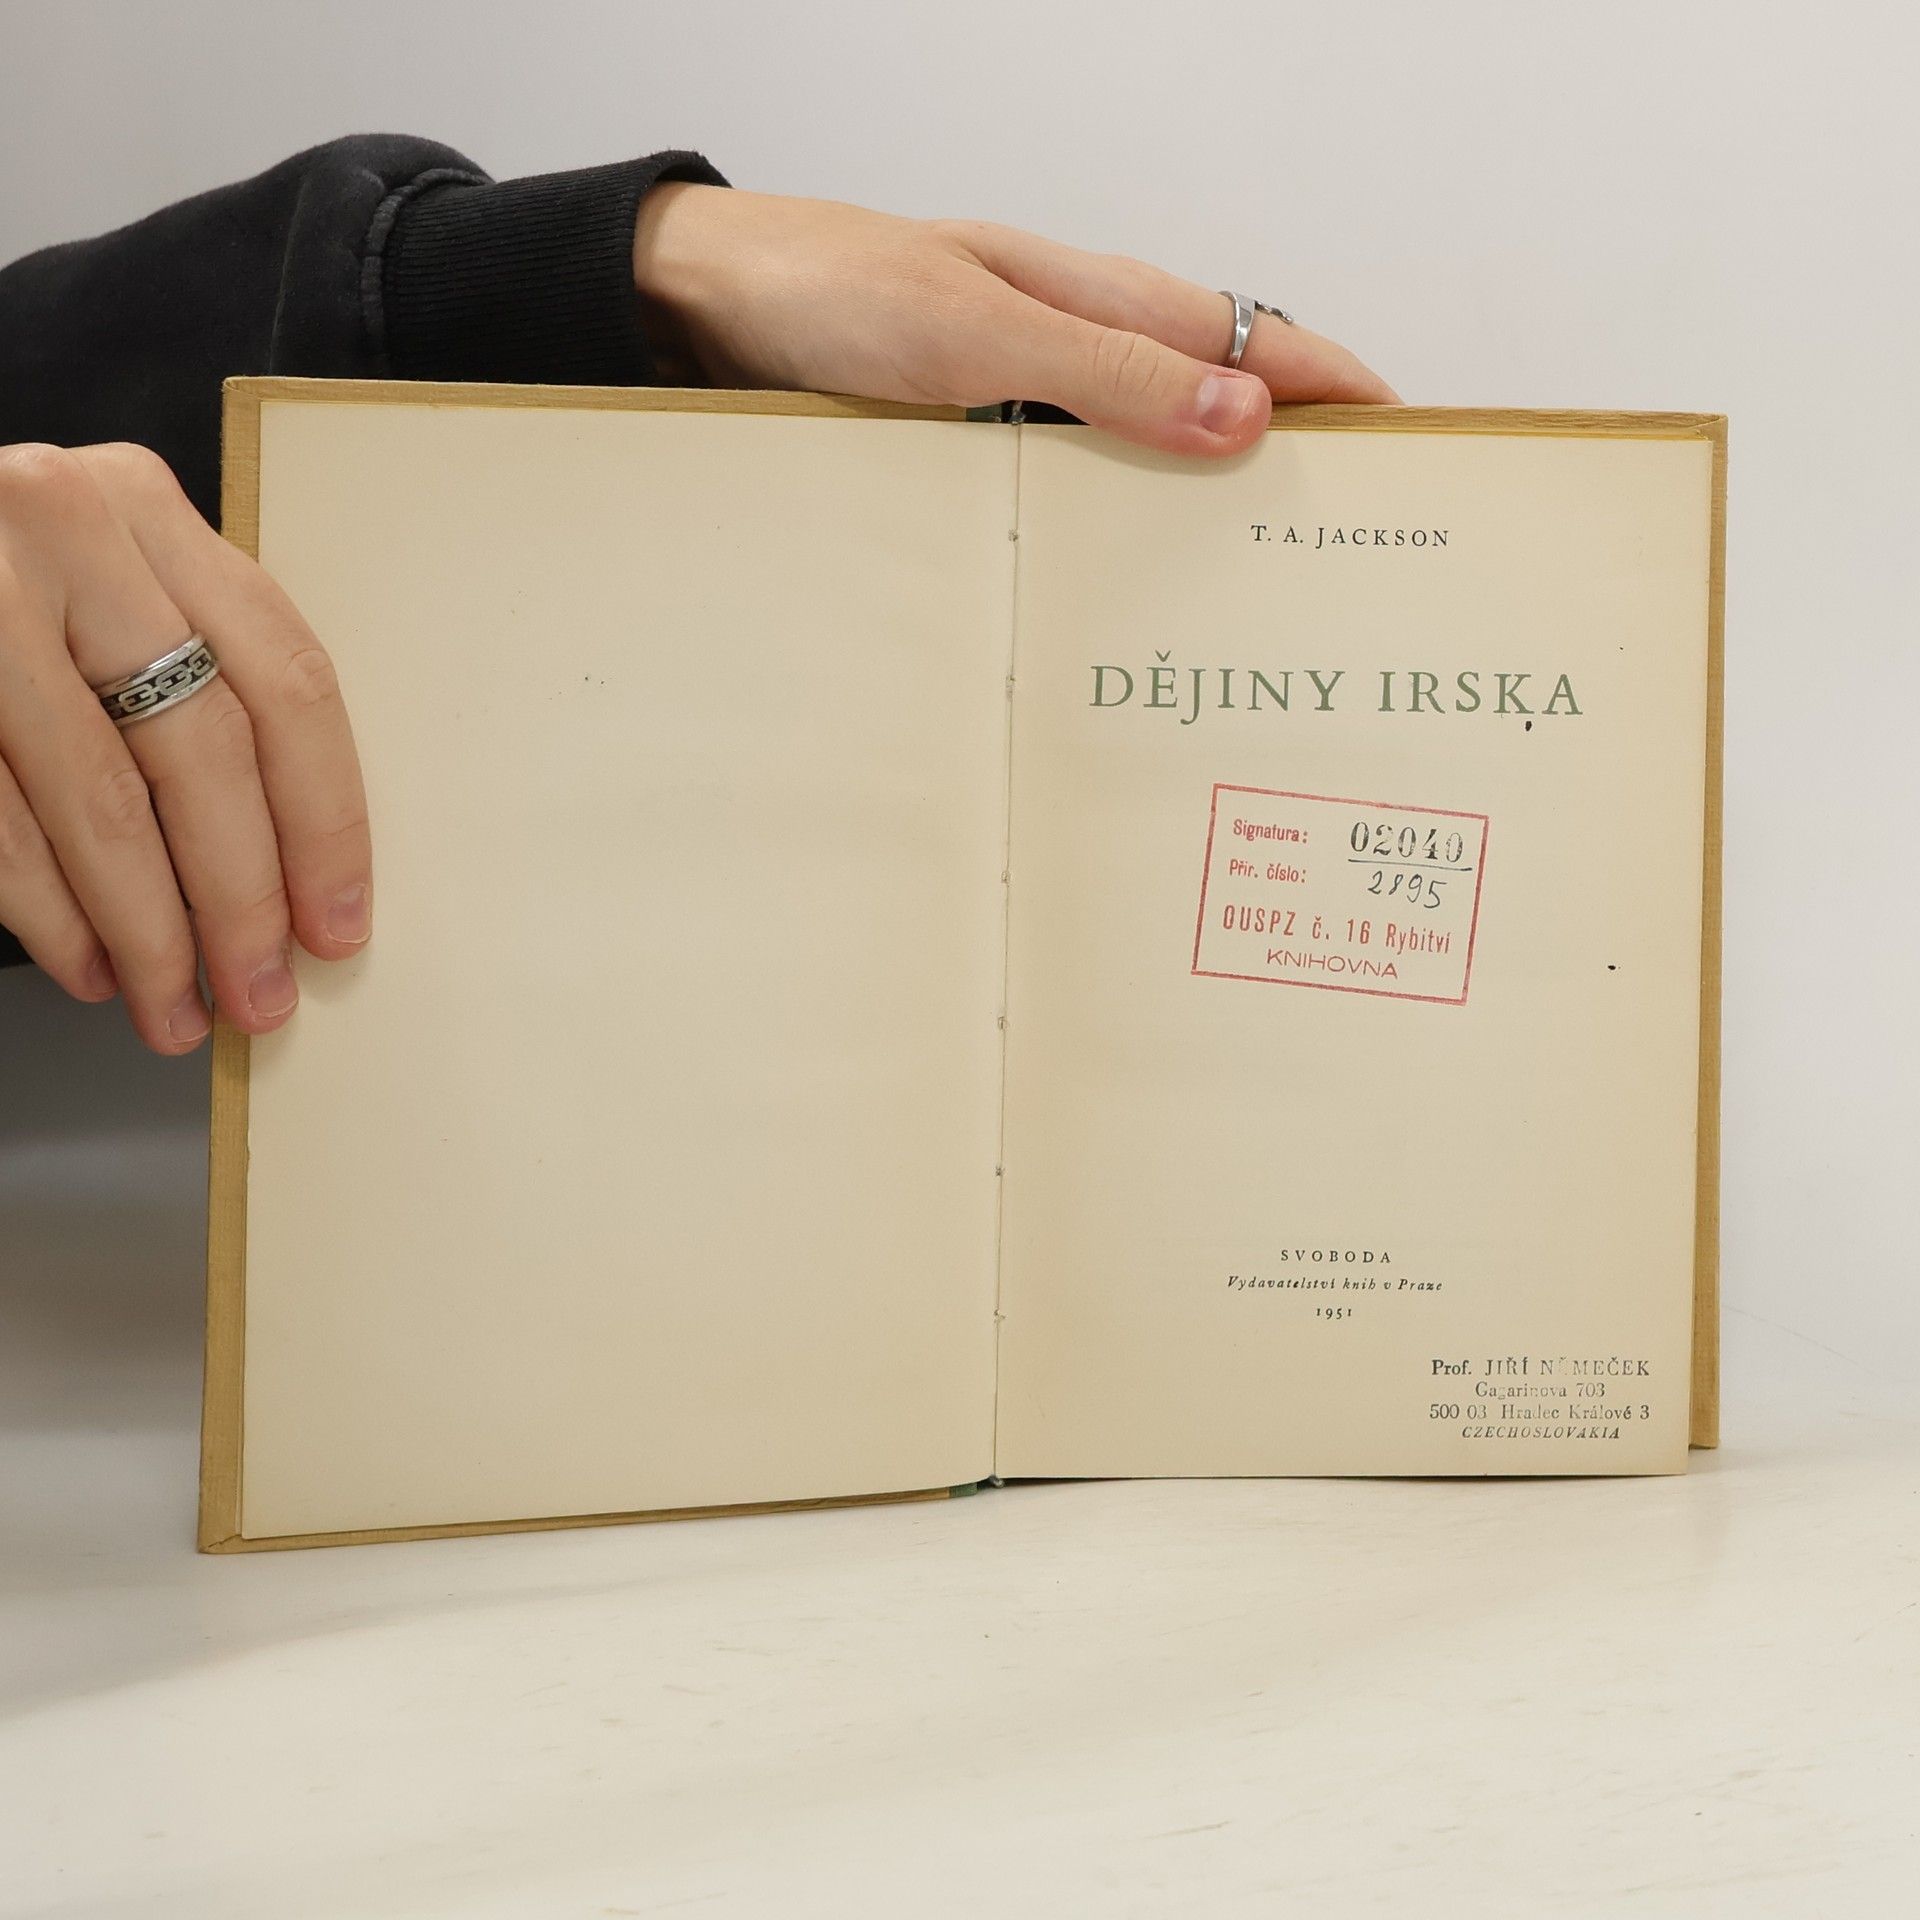 T. A. JACKSON
DĚJINY IRSKA
Signatura: 02040
Přír. číslo: 2895
OUSPZ č. 16 Rybitví
KNIHOVNA
SVOBODA
Vydavatelství knih v Praze
1951
Prof. JIŘÍ NĚMEČEK
Gagarinova 703
500 03 Hradec Králové 3
CZECHOSLOVAKIA